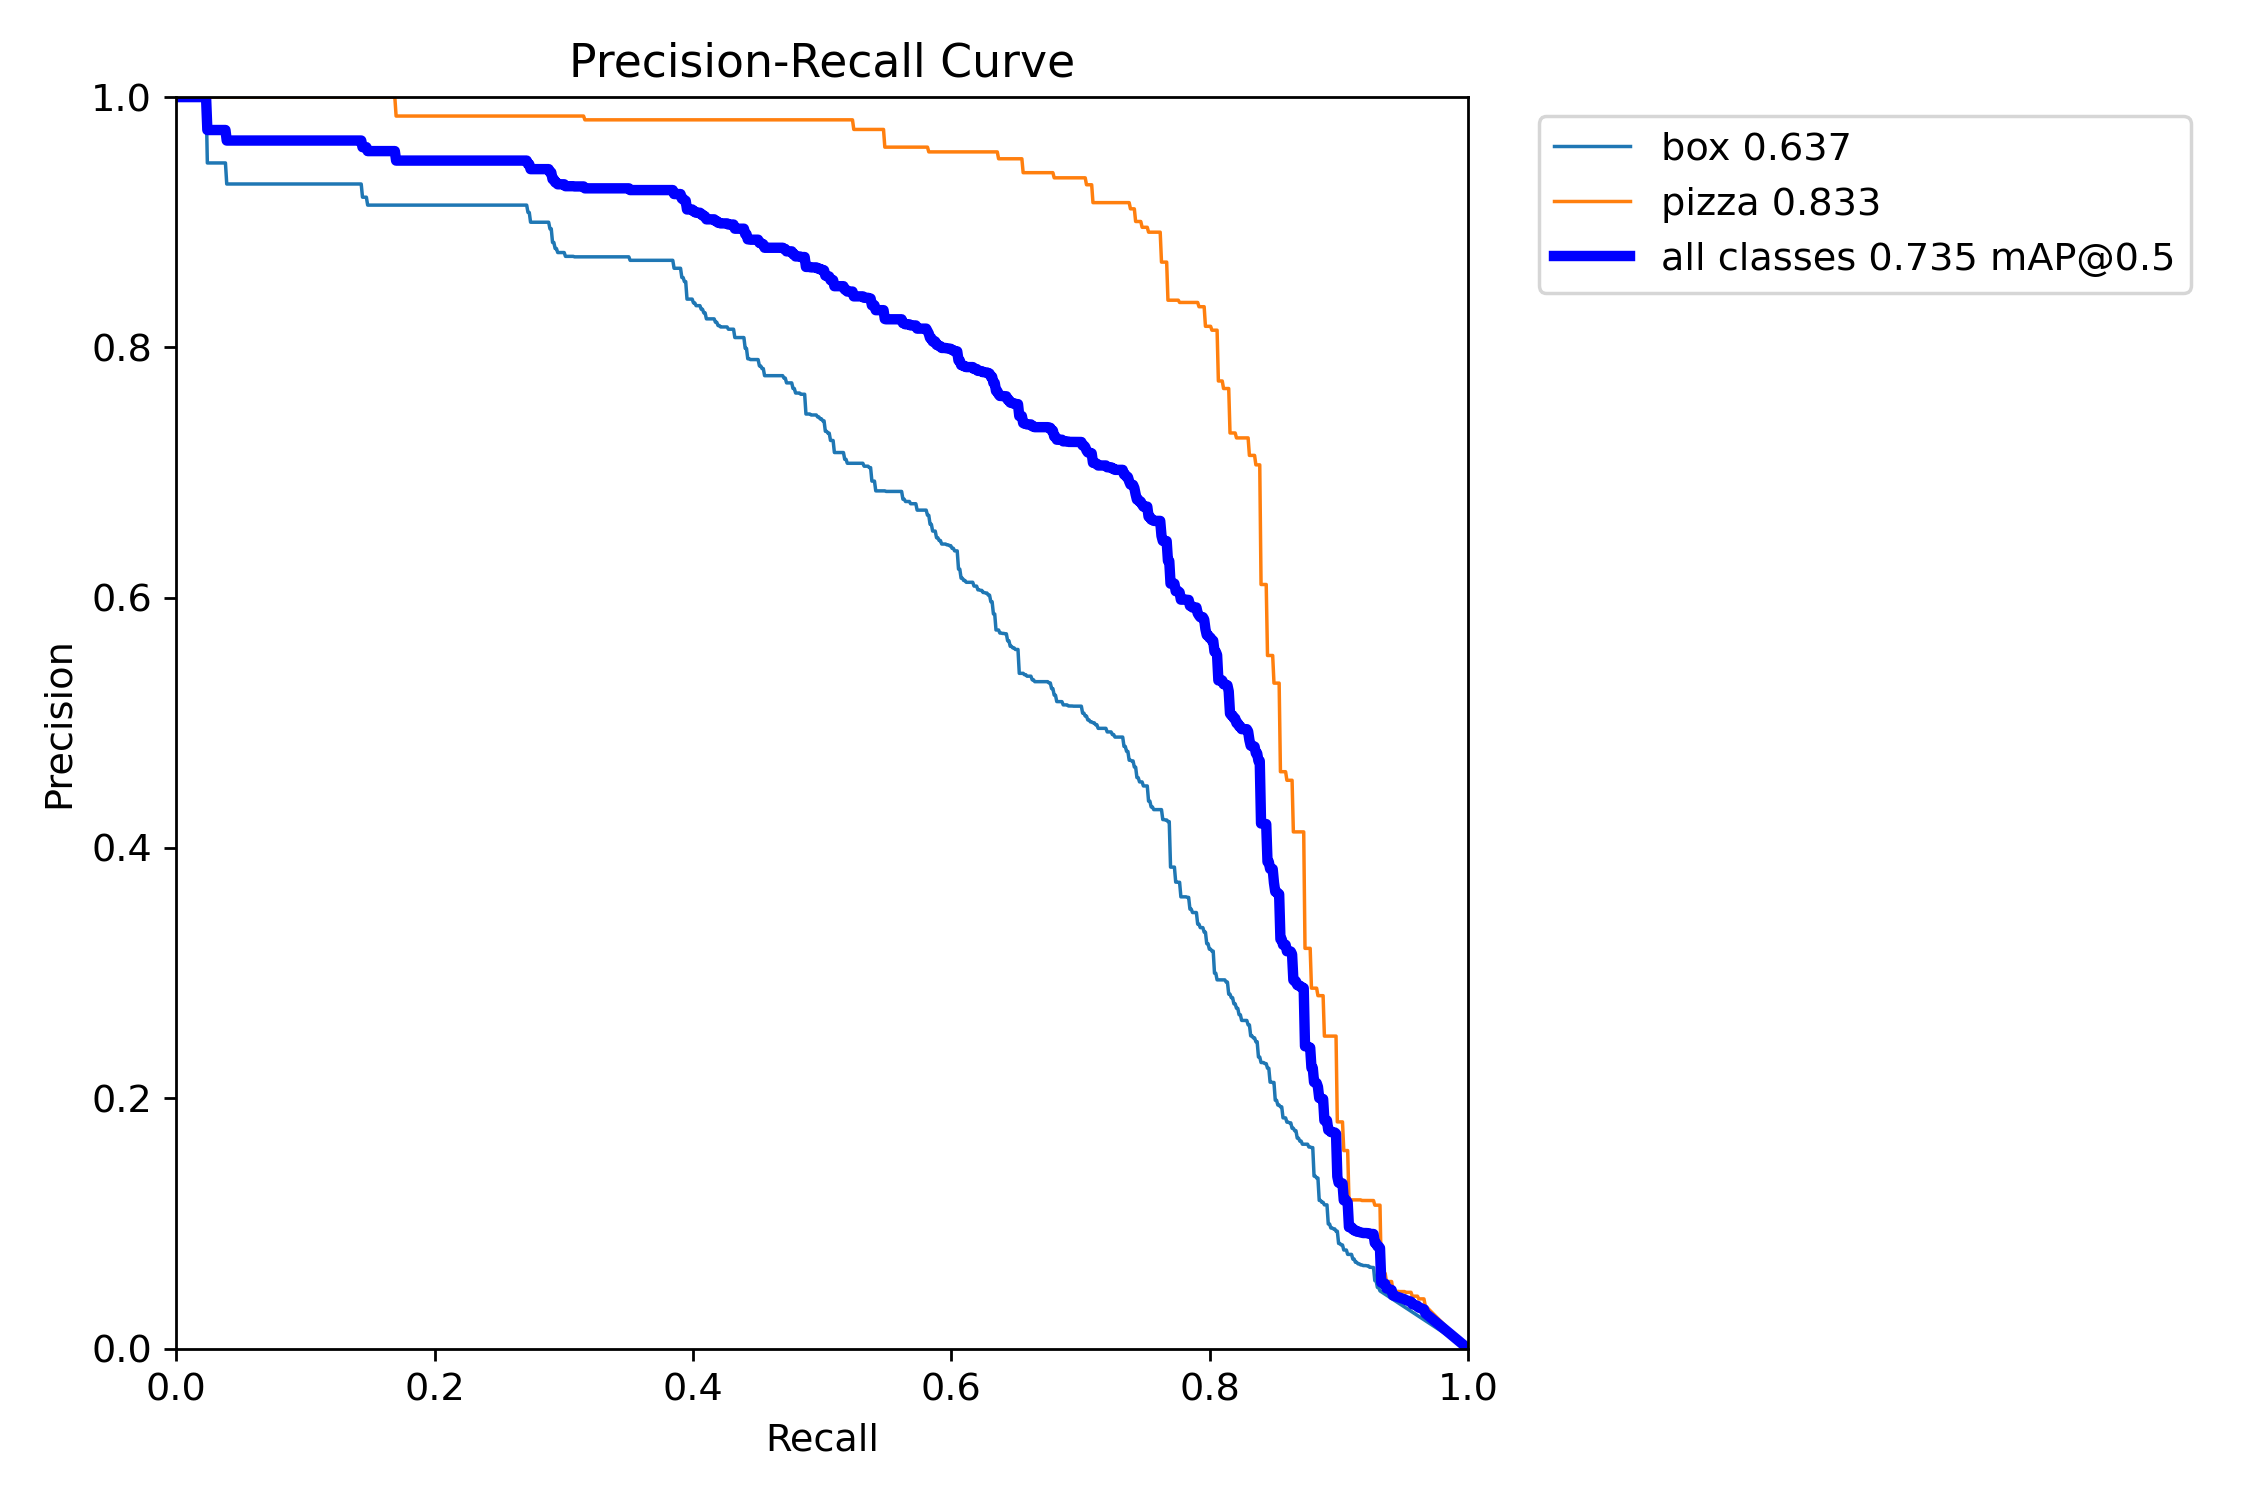 Precision-Recall Curve
box 0.637
pizza 0.833
all classes 0.735 mAP@0.5
Precision
1.0
0.8
0.6
0.4
0.2
0.0
0.0 0.2 0.4 0.6 0.8 1.0
Recall